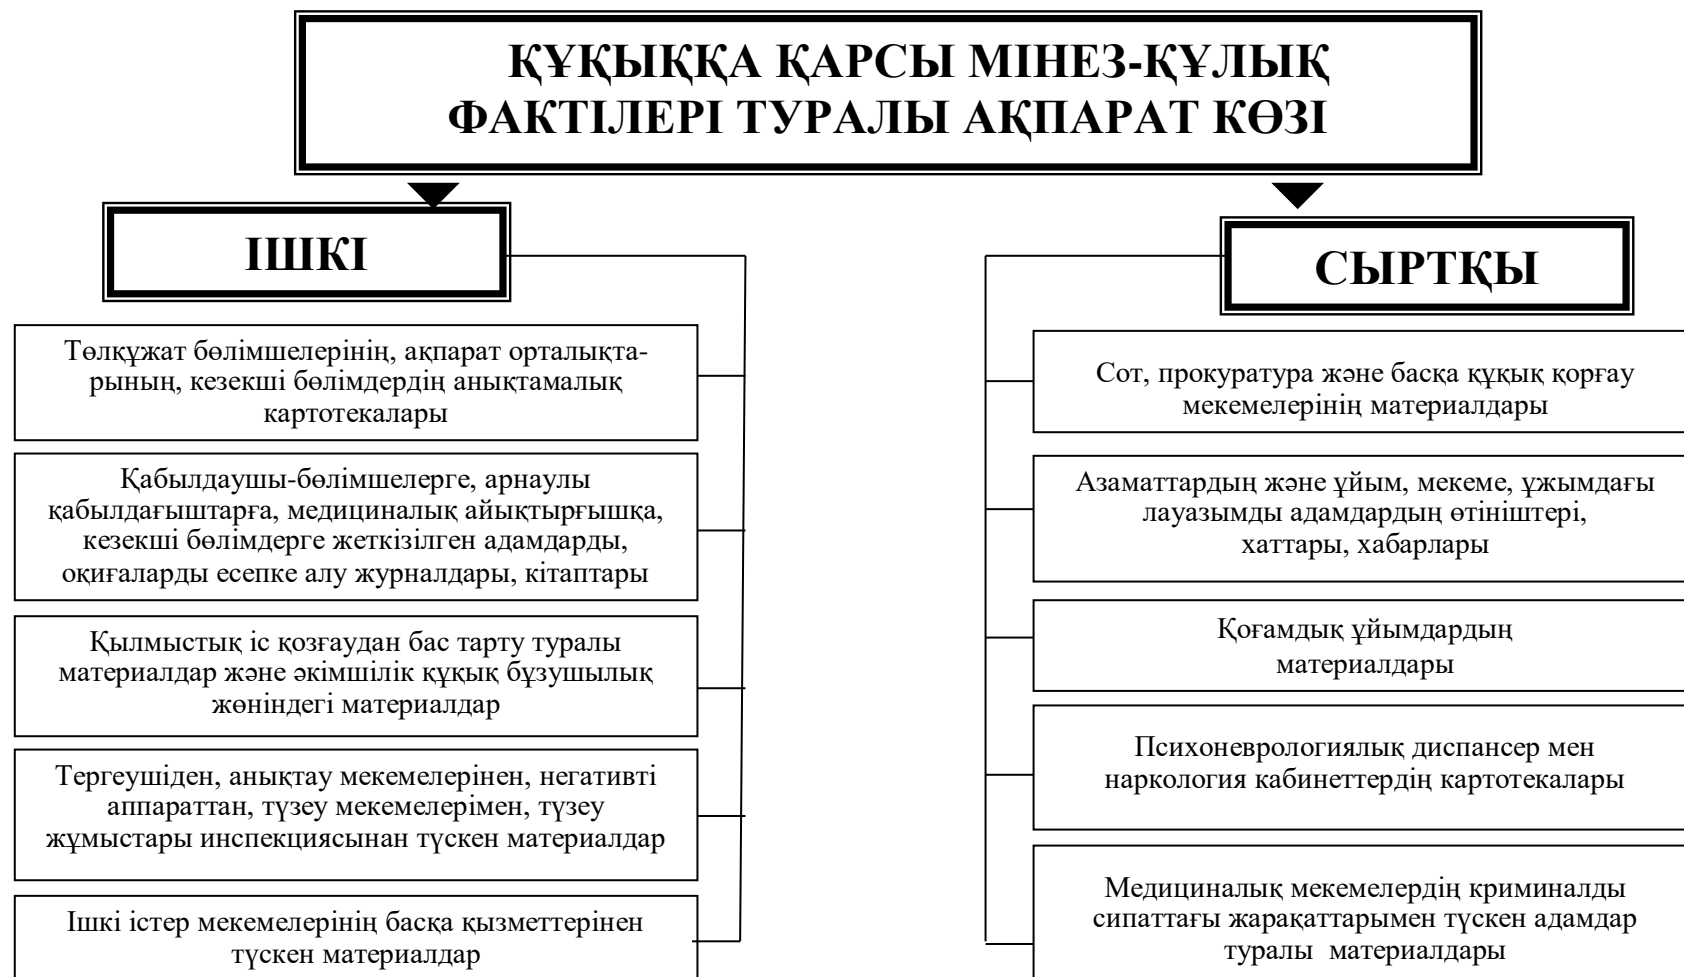 ҚҰҚЫҚҚА ҚАРСЫ МІНЕЗ-ҚҰЛЫҚ
ФАКТІЛЕРІ ТУРАЛЫ АҚПАРАТ КӨЗІ
ІШКІ
Төлқұжат бөлімшелерінің, ақпарат орталықта-
рының, кезекші бөлімдердің анықтамалық
картотекалары
Қабылдаушы-бөлімшелерге, арнаулы
қабылдағыштарға, медициналық айықтырғышқа,
кезекші бөлімдерге жеткізілген адамдарды,
оқиғаларды есепке алу журналдары, кітаптары
Қылмыстық іс қозғаудан бас тарту туралы
материалдар және әкімшілік құқық бұзушылық
жөніндегі материалдар
Тергеушіден, анықтау мекемелерінен, негативті
аппараттан, түзеу мекемелерімен, түзеу
жұмыстары инспекциясынан түскен материалдар
Ішкі істер мекемелерінің басқа қызметтерінен
түскен материалдар
СЫРТҚЫ
Сот, прокуратура және басқа құқық қорғау
мекемелерінің материалдары
Азаматтардың және ұйым, мекеме, ұжымдағы
лауазымды адамдардың өтініштері,
хаттары, хабарлары
Қоғамдық ұйымдардың
материалдары
Психоневрологиялық диспансер мен
наркология кабинеттердің картотекалары
Медициналық мекемелердің криминалды
сипаттағы жарақаттарымен түскен адамдар
туралы материалдары